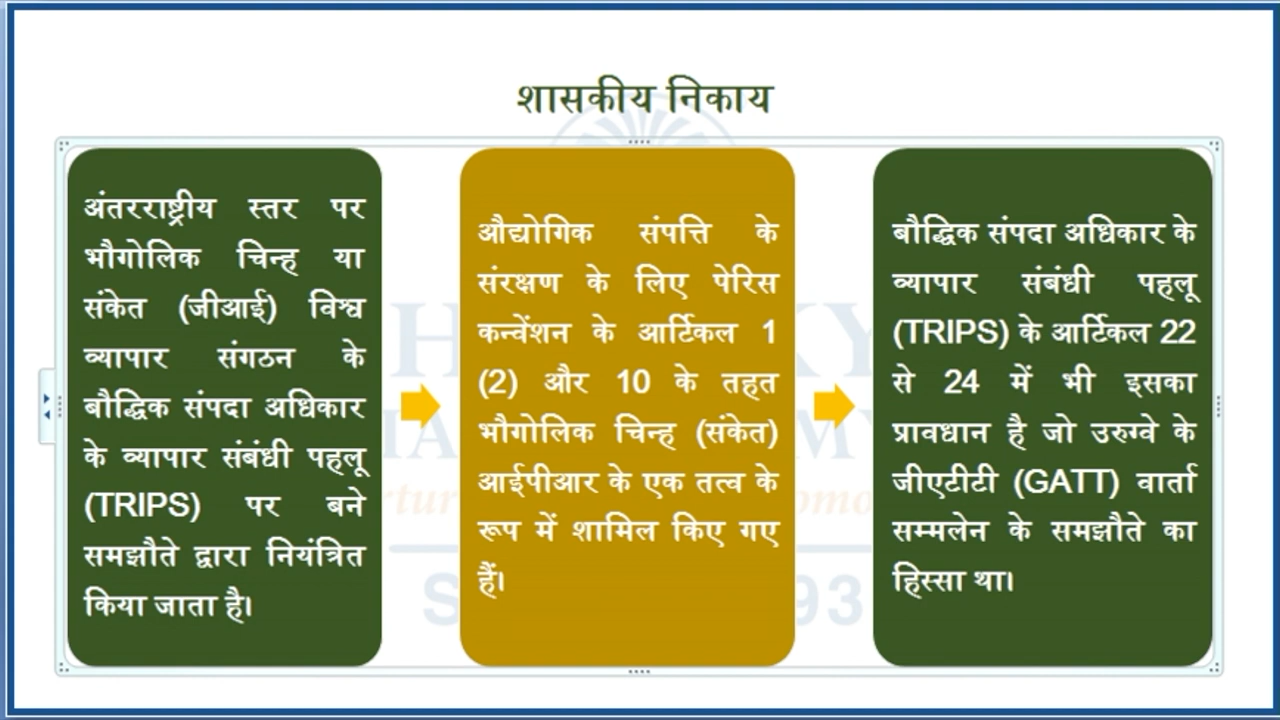 शासकीय निकाय
अंतरराष्ट्रीय स्तर पर
भौगोलिक चिन्ह या
संकेत (जीआई) विश्व
व्यापार संगठन के
बौद्धिक संपदा अधिकार
के व्यापार संबंधी पहलू
(TRIPS) पर बने
समझौते द्वारा नियंत्रित
किया जाता है।
औद्योगिक संपत्ति के
संरक्षण के लिए पेरिस
कन्वेंशन के आर्टिकल 1
(2) और 10 के तहत
भौगोलिक चिन्ह (संकेत)
आईपीआर के एक तत्व के
रूप में शामिल किए गए
हैं।
बौद्धिक संपदा अधिकार के
व्यापार संबंधी पहलू
(TRIPS) के आर्टिकल 22
से 24 में भी इसका
प्रावधान है जो उरुग्वे के
जीएटीटी (GATT) वार्ता
सम्मलेन के समझौते का
हिस्सा था।